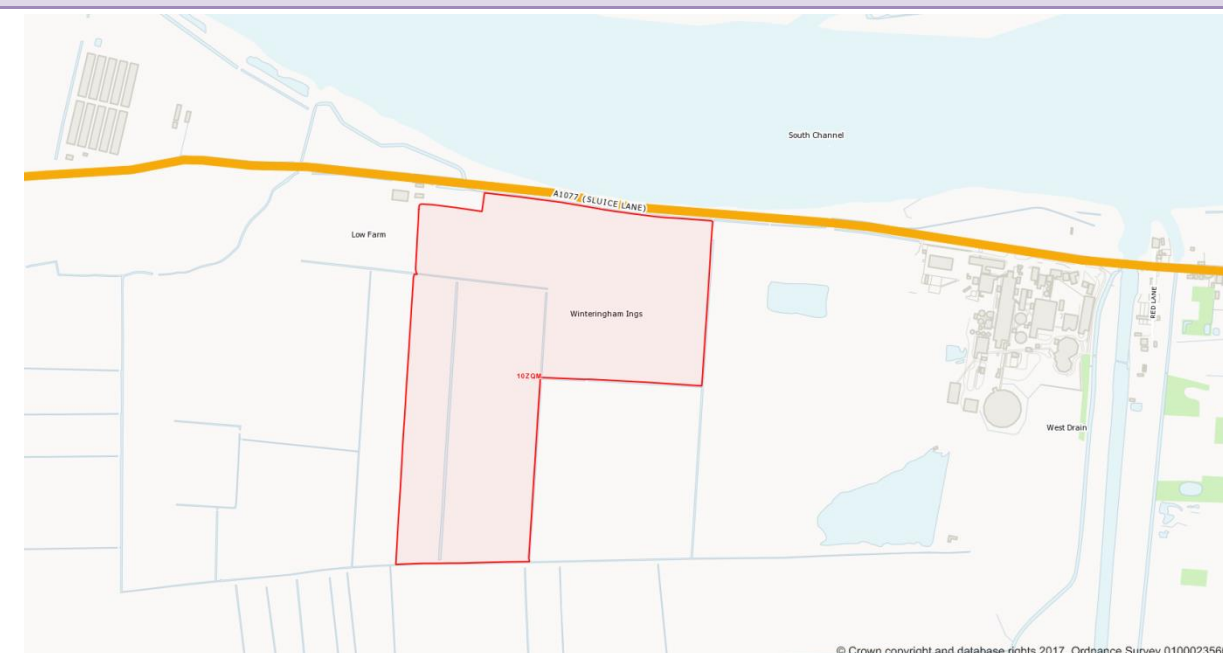 South Channel
A1077 (SLUICE LANE)
Low Farm
RED LANE
Winteringham Ings
10ZQM
West Drain
© Crown copyright and database rights 2017. Ordnance Survey 0100023560